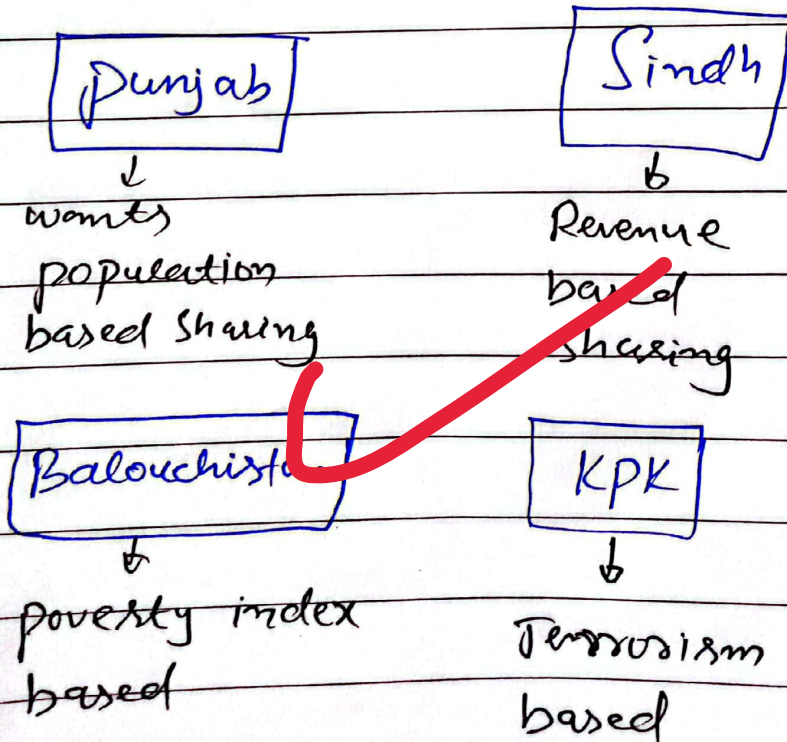 Punjab
wants
population
based sharing
Sindh
Revenue
based
sharing
Balouchistan
poverty index
based
KPK
Terrorism
based